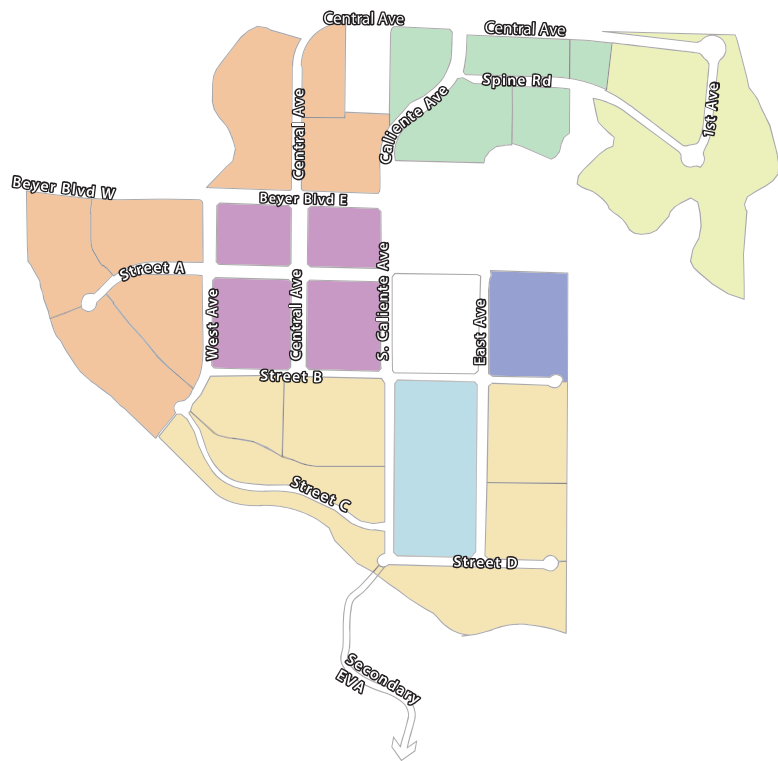 Central Ave
Central Ave
Spine Rd
1st Ave
Caliente Ave
Central Ave
Beyer Blvd W
Beyer Blvd E
Street A
West Ave
Central Ave
S. Caliente Ave
East Ave
Street B
Street C
Street D
Secondary
EVA